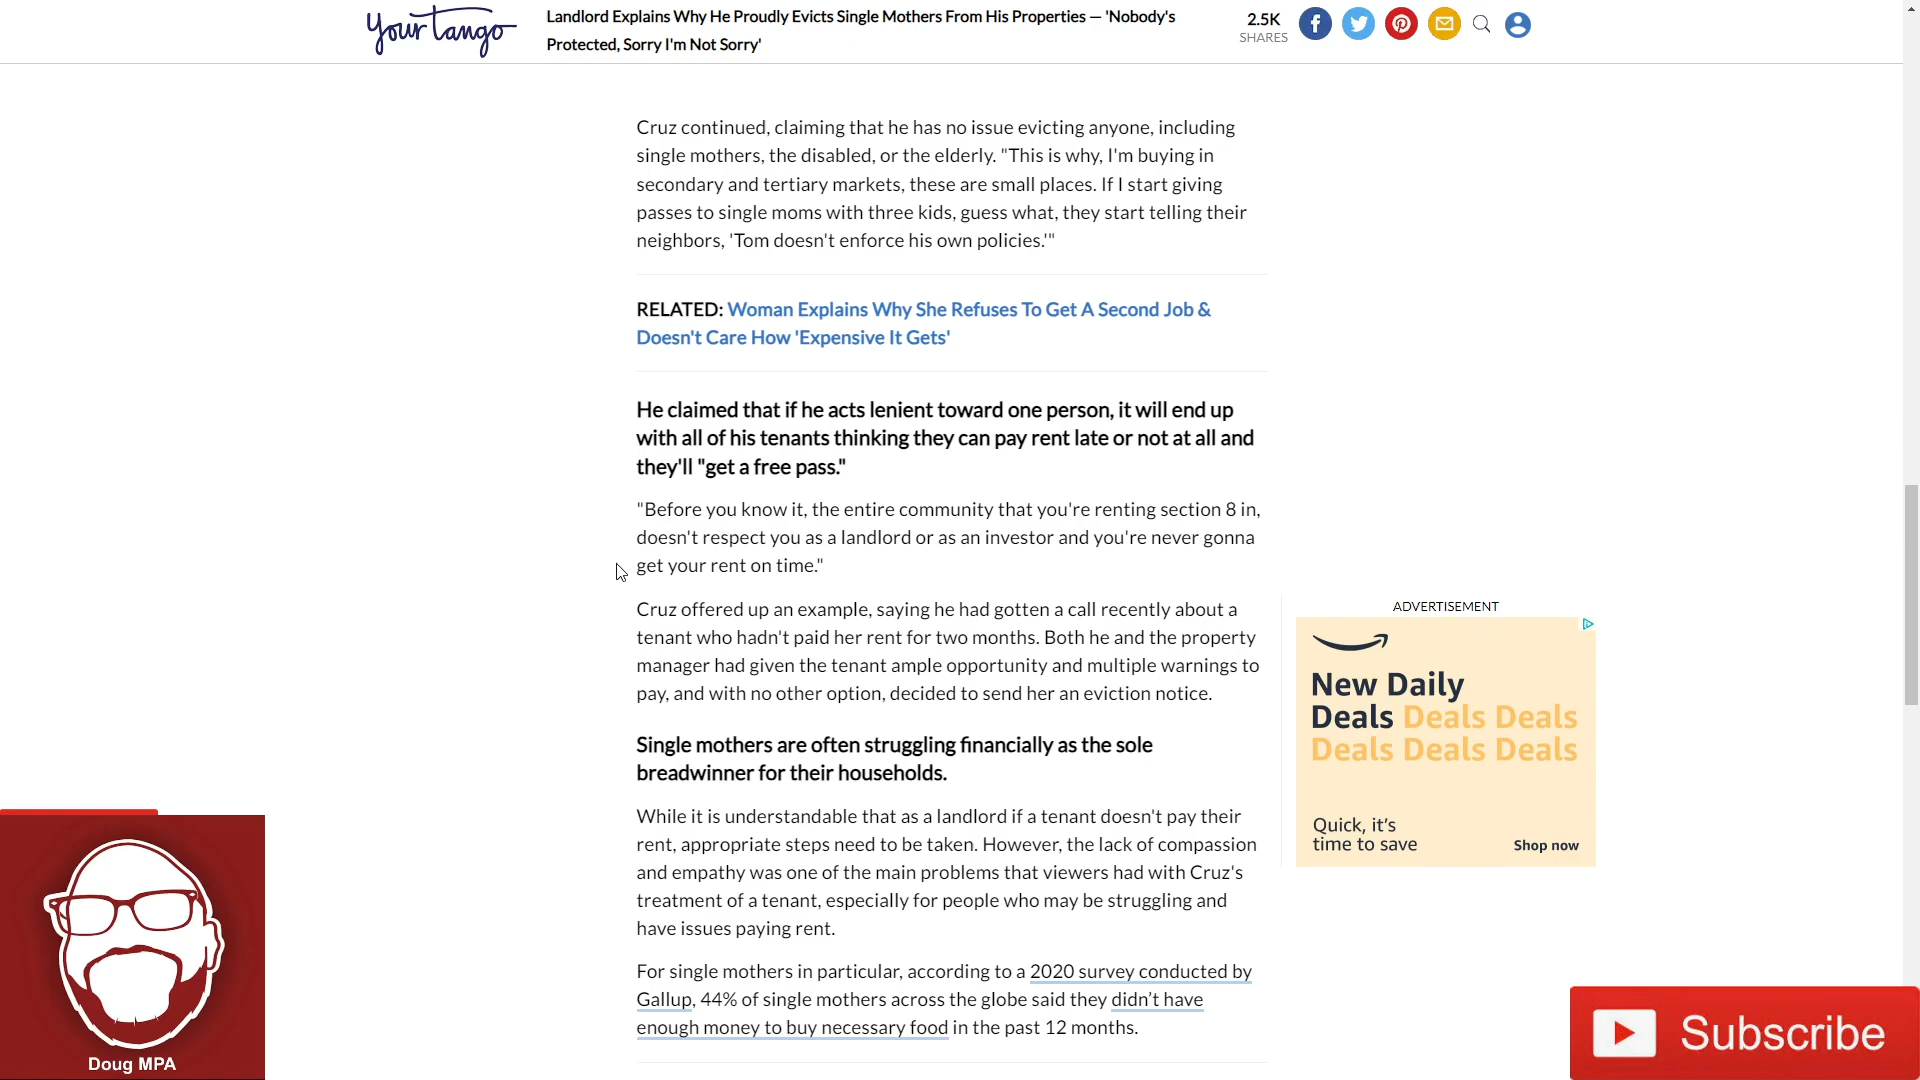 yourtango
Landlord Explains Why He Proudly Evicts Single Mothers From His Properties — 'Nobody's
Protected, Sorry I'm Not Sorry'
2.5K
SHARES
Cruz continued, claiming that he has no issue evicting anyone, including
single mothers, the disabled, or the elderly. "This is why, I'm buying in
secondary and tertiary markets, these are small places. If I start giving
passes to single moms with three kids, guess what, they start telling their
neighbors, 'Tom doesn't enforce his own policies.'"
RELATED: Woman Explains Why She Refuses To Get A Second Job &
Doesn't Care How 'Expensive It Gets'
He claimed that if he acts lenient toward one person, it will end up
with all of his tenants thinking they can pay rent late or not at all and
they'll "get a free pass."
"Before you know it, the entire community that you're renting section 8 in,
doesn't respect you as a landlord or as an investor and you're never gonna
get your rent on time."
Cruz offered up an example, saying he had gotten a call recently about a
tenant who hadn't paid her rent for two months. Both he and the property
manager had given the tenant ample opportunity and multiple warnings to
pay, and with no other option, decided to send her an eviction notice.
Single mothers are often struggling financially as the sole
breadwinner for their households.
While it is understandable that as a landlord if a tenant doesn't pay their
rent, appropriate steps need to be taken. However, the lack of compassion
and empathy was one of the main problems that viewers had with Cruz's
treatment of a tenant, especially for people who may be struggling and
have issues paying rent.
For single mothers in particular, according to a 2020 survey conducted by
Gallup, 44% of single mothers across the globe said they didn’t have
enough money to buy necessary food in the past 12 months.
ADVERTISEMENT
New Daily
Deals Deals Deals
Deals Deals Deals
Quick, it's
time to save
Shop now
Doug MPA
Subscribe